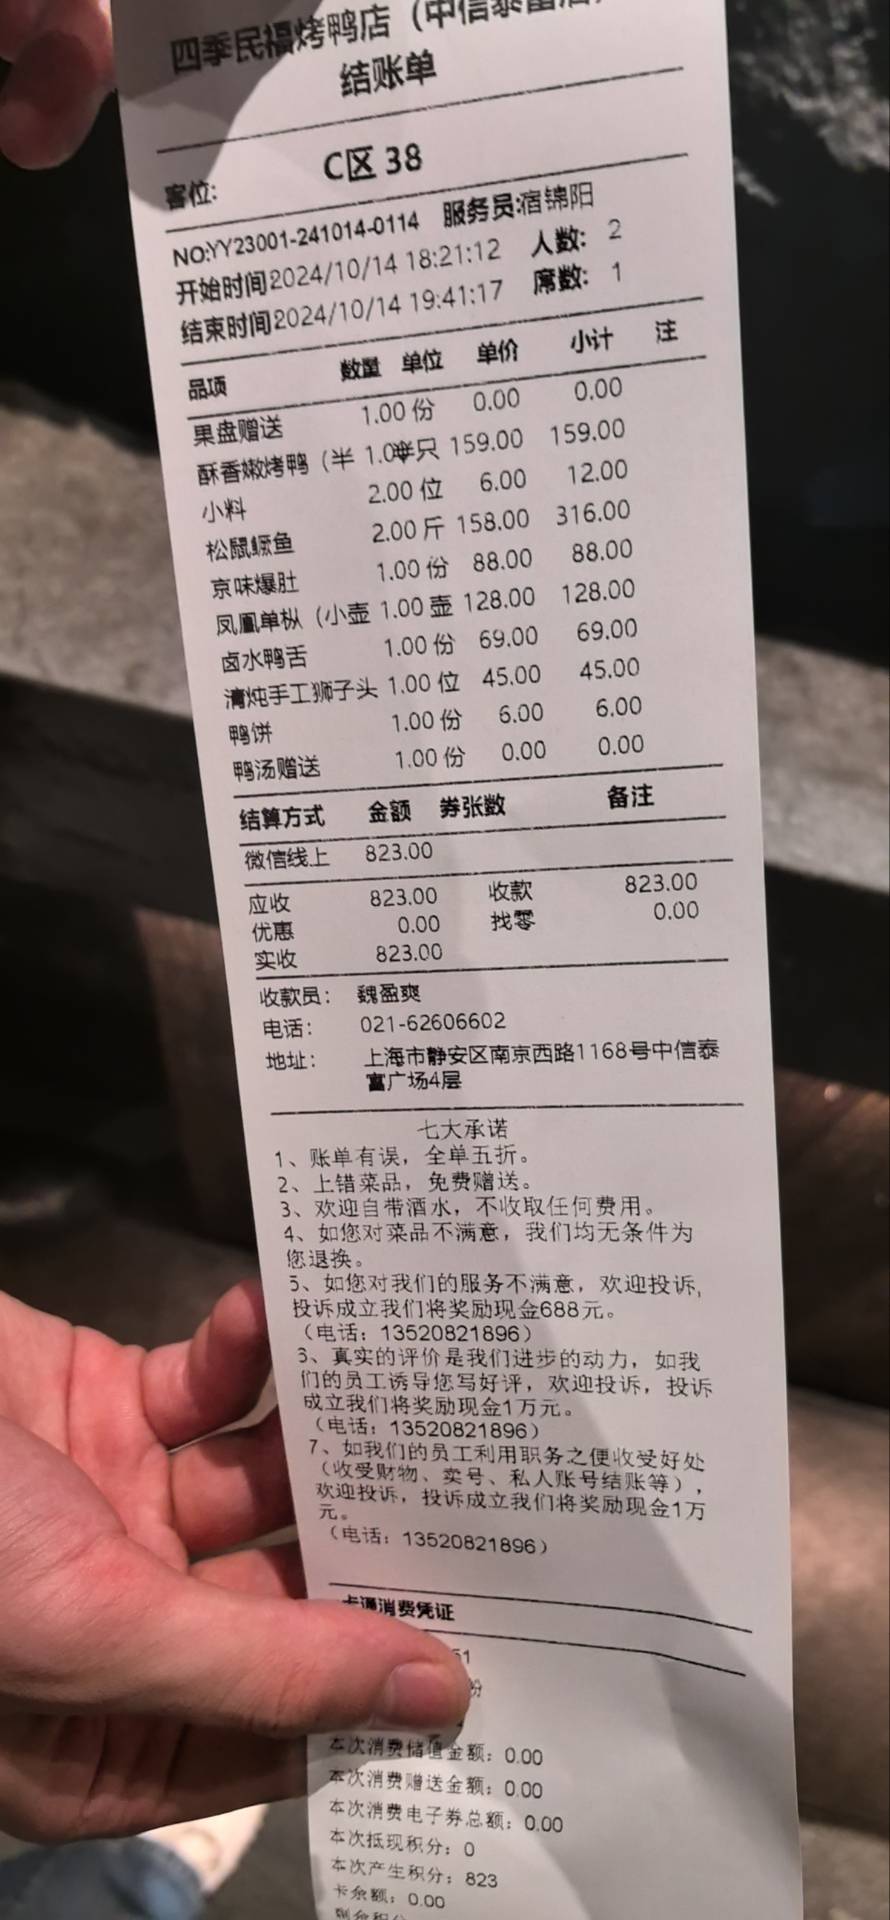 四季民福烤鸭店（中信泰富店）
结账单
客位： C区 38
NO:YY23001-241014-0114 服务员:宿锦阳
开始时间2024/10/14 18:21:12 人数： 2
结束时间2024/10/14 19:41:17 席数： 1
品项 数量 单位 单价 小计 注
果盘赠送 1.00 份 0.00 0.00
酥香嫩烤鸭（半 1.00半只 159.00 159.00
小料 2.00 位 6.00 12.00
松鼠鳜鱼 2.00 斤 158.00 316.00
京味爆肚 1.00 份 88.00 88.00
凤凰单枞（小壶 1.00 壶 128.00 128.00
卤水鸭舌 1.00 份 69.00 69.00
清炖手工狮子头 1.00 位 45.00 45.00
鸭饼 1.00 份 6.00 6.00
鸭汤赠送 1.00 份 0.00 0.00
结算方式 金额 券张数 备注
微信线上 823.00
应收 823.00 收款 823.00
优惠 0.00 找零 0.00
实收 823.00
收款员： 魏盈爽
电话： 021-62606602
地址： 上海市静安区南京西路1168号中信泰
富广场4层
七大承诺
1、账单有误，全单五折。
2、上错菜品，免费赠送。
3、欢迎自带酒水，不收取任何费用。
4、如您对菜品不满意，我们均无条件为
您退换。
5、如您对我们的服务不满意，欢迎投诉，
投诉成立我们将奖励现金688元。
（电话：13520821896）
3、真实的评价是我们进步的动力，如我
们的员工诱导您写好评，欢迎投诉，投诉
成立我们将奖励现金1万元。
（电话：13520821896）
7、如我们的员工利用职务之便收受好处
（收受财物、卖号、私人账号结账等），
欢迎投诉，投诉成立我们将奖励现金1万
元。
（电话：13520821896）
卡通消费凭证
51
份
本次消费储值金额：0.00
本次消费赠送金额：0.00
本次消费电子券总额：0.00
本次抵现积分：0
本次产生积分：823
卡余额：0.00